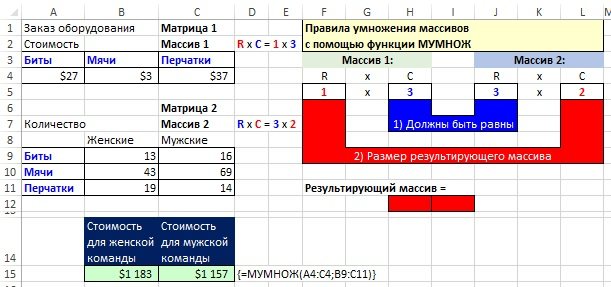 A B C D E F G H I J K L M
1 Заказ оборудования Матрица 1 Правила умножения массивов
2 Стоимость Массив 1 R x C = 1 x 3 с помощью функции МУМНОЖ
3 Биты Мячи Перчатки Массив 1: Массив 2:
4 $27 $3 $37 R x C R x C
5 1 x 3 3 x 2
6 Матрица 2
7 Количество Массив 2 R x C = 3 x 2 1) Должны быть равны
8 Женские Мужские
9 Биты 13 16 2) Размер результирующего массива
10 Мячи 43 69
11 Перчатки 19 14 Результирующий массив =
12
13
Стоимость Стоимость
для женской для мужской
14 команды команды
15 $1 183 $1 157 {=МУМНОЖ(A4:C4;B9:C11)}